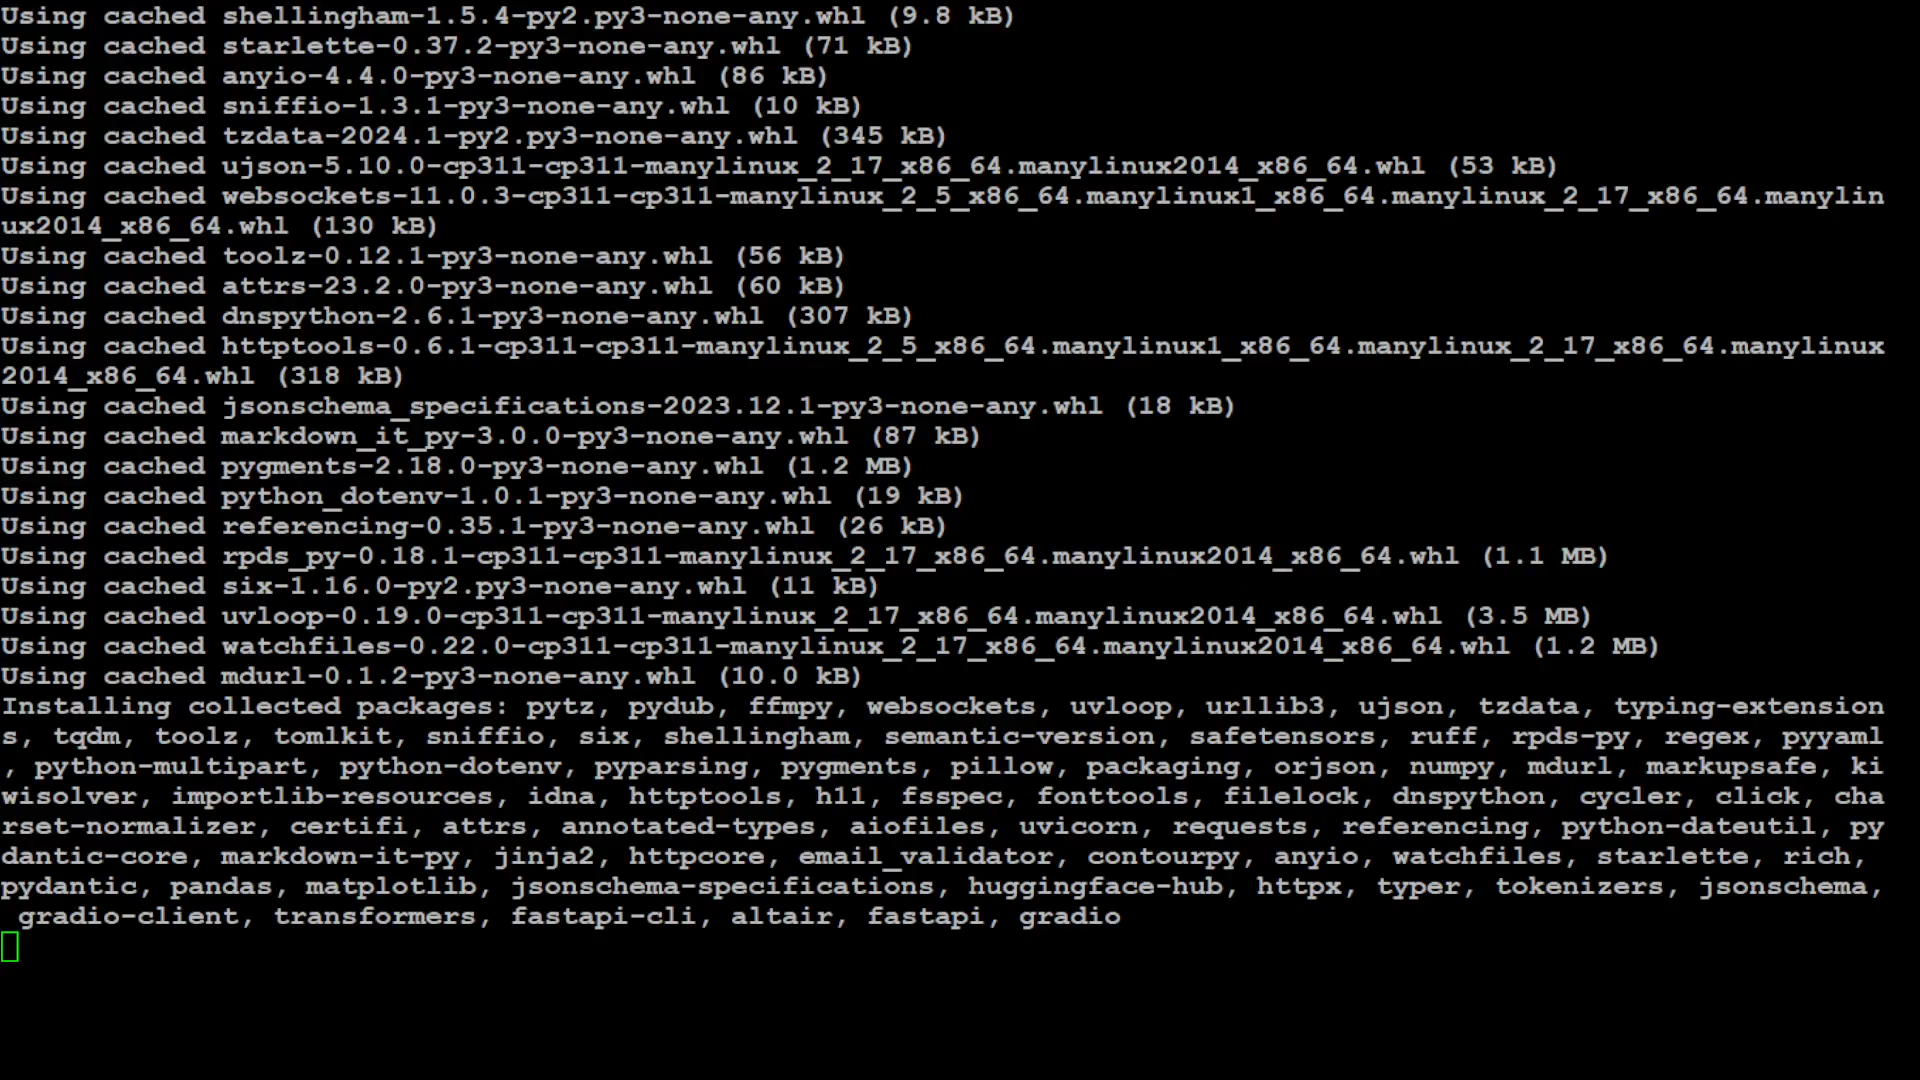 Using cached shellingham-1.5.4-py2.py3-none-any.whl (9.8 kB)
Using cached starlette-0.37.2-py3-none-any.whl (71 kB)
Using cached anyio-4.4.0-py3-none-any.whl (86 kB)
Using cached sniffio-1.3.1-py3-none-any.whl (10 kB)
Using cached tzdata-2024.1-py2.py3-none-any.whl (345 kB)
Using cached ujson-5.10.0-cp311-cp311-manylinux_2_17_x86_64.manylinux2014_x86_64.whl (53 kB)
Using cached websockets-11.0.3-cp311-cp311-manylinux_2_5_x86_64.manylinux1_x86_64.manylinux_2_17_x86_64.manylin
ux2014_x86_64.whl (130 kB)
Using cached toolz-0.12.1-py3-none-any.whl (56 kB)
Using cached attrs-23.2.0-py3-none-any.whl (60 kB)
Using cached dnspython-2.6.1-py3-none-any.whl (307 kB)
Using cached httptools-0.6.1-cp311-cp311-manylinux_2_5_x86_64.manylinux1_x86_64.manylinux_2_17_x86_64.manylinux
2014_x86_64.whl (318 kB)
Using cached jsonschema_specifications-2023.12.1-py3-none-any.whl (18 kB)
Using cached markdown_it_py-3.0.0-py3-none-any.whl (87 kB)
Using cached pygments-2.18.0-py3-none-any.whl (1.2 MB)
Using cached python_dotenv-1.0.1-py3-none-any.whl (19 kB)
Using cached referencing-0.35.1-py3-none-any.whl (26 kB)
Using cached rpds_py-0.18.1-cp311-cp311-manylinux_2_17_x86_64.manylinux2014_x86_64.whl (1.1 MB)
Using cached six-1.16.0-py2.py3-none-any.whl (11 kB)
Using cached uvloop-0.19.0-cp311-cp311-manylinux_2_17_x86_64.manylinux2014_x86_64.whl (3.5 MB)
Using cached watchfiles-0.22.0-cp311-cp311-manylinux_2_17_x86_64.manylinux2014_x86_64.whl (1.2 MB)
Using cached mdurl-0.1.2-py3-none-any.whl (10.0 kB)
Installing collected packages: pytz, pydub, ffmpy, websockets, uvloop, urllib3, ujson, tzdata, typing-extension
s, tqdm, toolz, tomlkit, sniffio, six, shellingham, semantic-version, safetensors, ruff, rpds-py, regex, pyyaml
, python-multipart, python-dotenv, pyparsing, pygments, pillow, packaging, orjson, numpy, mdurl, markupsafe, ki
wisolver, importlib-resources, idna, httptools, h11, fsspec, fonttools, filelock, dnspython, cycler, click, cha
rset-normalizer, certifi, attrs, annotated-types, aiofiles, uvicorn, requests, referencing, python-dateutil, py
dantic-core, markdown-it-py, jinja2, httpcore, email_validator, contourpy, anyio, watchfiles, starlette, rich, 
pydantic, pandas, matplotlib, jsonschema-specifications, huggingface-hub, httpx, typer, tokenizers, jsonschema,
 gradio-client, transformers, fastapi-cli, altair, fastapi, gradio